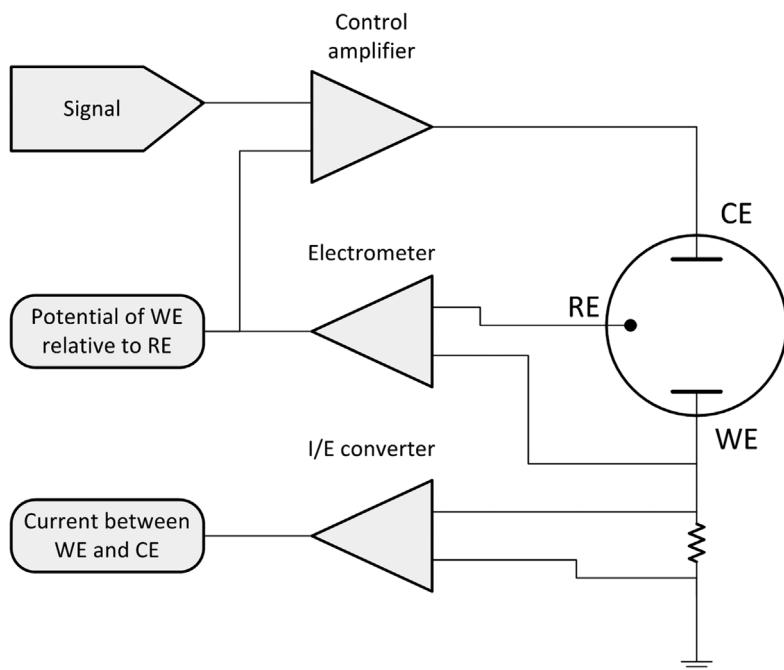 Control
amplifier
Signal
CE
Electrometer
RE
Potential of WE
relative to RE
WE
I/E converter
Current between
WE and CE